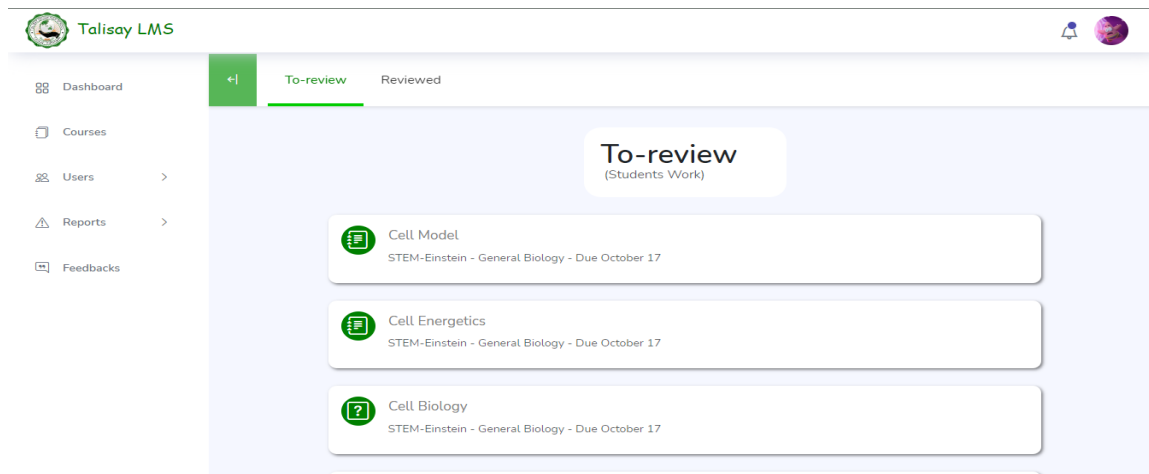 Talisay LMS
Dashboard
Courses
Users
Reports
Feedbacks
To-review Reviewed
To-review
(Students Work)
Cell Model
STEM-Einstein - General Biology - Due October 17
Cell Energetics
STEM-Einstein - General Biology - Due October 17
Cell Biology
STEM-Einstein - General Biology - Due October 17